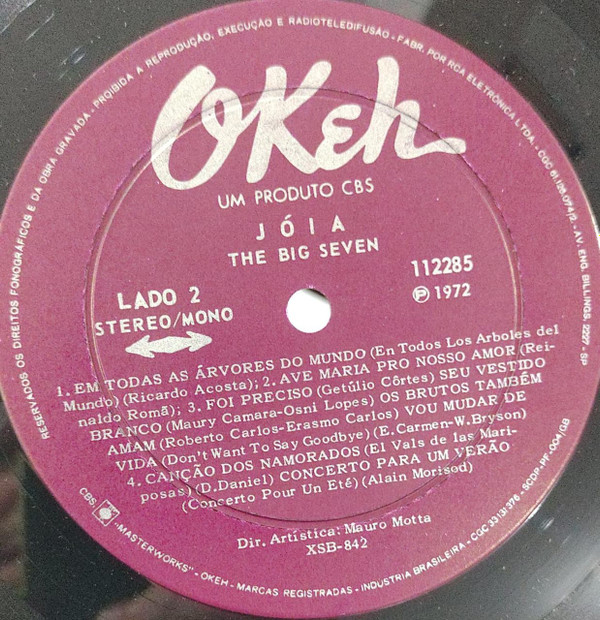 OKeh
UM PRODUTO CBS
JÓIA
THE BIG SEVEN
LADO 2
STEREO/MONO
112285
Ⓟ 1972
1. EM TODAS AS ÁRVORES DO MUNDO (En Todos Los Arboles del
Mundo) (Ricardo Acosta); 2. AVE MARIA PRO NOSSO AMOR (Rei-
naldo Romã); 3. FOI PRECISO (Getúlio Côrtes) SEU VESTIDO
BRANCO (Maury Camara-Osni Lopes) OS BRUTOS TAMBÉM
AMAM (Roberto Carlos-Erasmo Carlos) VOU MUDAR DE
VIDA (Don't Want To Say Goodbye) (E. Carmen-W. Bryson)
4. CANÇÃO DOS NAMORADOS (El Vals de las Mari-
posas) (D. Daniel) CONCERTO PARA UM VERÃO
(Concerto Pour Un Eté) (Alain Morisod)
Dir. Artística: Mauro Motta
XSB-842
RESERVADOS OS DIREITOS FONOGRÁFICOS E DA OBRA GRAVADA - PROIBIDA A REPRODUÇÃO, EXECUÇÃO E RADIOTELEDIFUSÃO - FABR. POR RCA ELETRÔNICA LTDA. - CGC 61.126.074/2 - AV. ENG. BILLINGS, 2227 - SP
CBS "MASTERWORKS" - OKEH - MARCAS REGISTRADAS - INDÚSTRIA BRASILEIRA - CGC 33131376 - SCDP-PF-004/GB